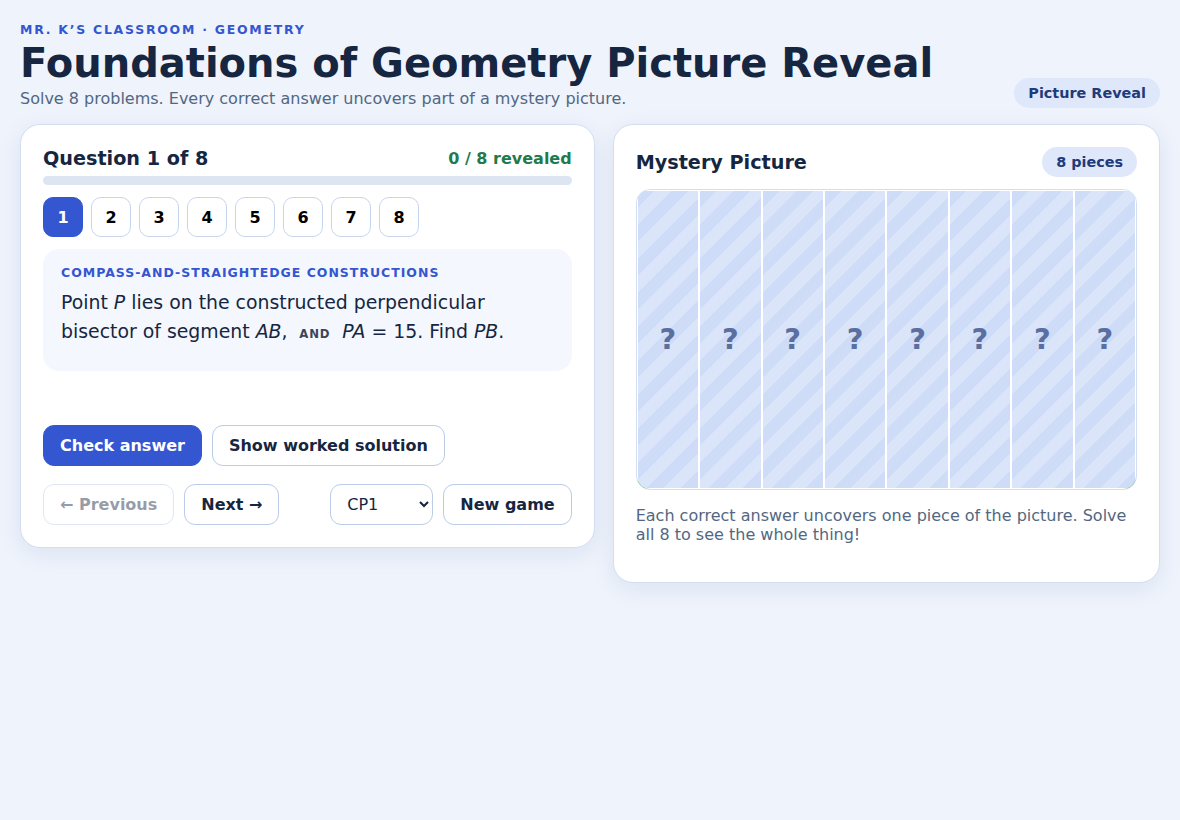 MR. K’S CLASSROOM · GEOMETRY
Foundations of Geometry Picture Reveal
Solve 8 problems. Every correct answer uncovers part of a mystery picture.
Picture Reveal
Question 1 of 8
0 / 8 revealed
1 2 3 4 5 6 7 8
COMPASS-AND-STRAIGHTEDGE CONSTRUCTIONS
Point P lies on the constructed perpendicular
bisector of segment AB, AND PA = 15. Find PB.
Check answer
Show worked solution
← Previous
Next →
CP1
New game
Mystery Picture
8 pieces
? ? ? ? ? ? ? ?
Each correct answer uncovers one piece of the picture. Solve
all 8 to see the whole thing!